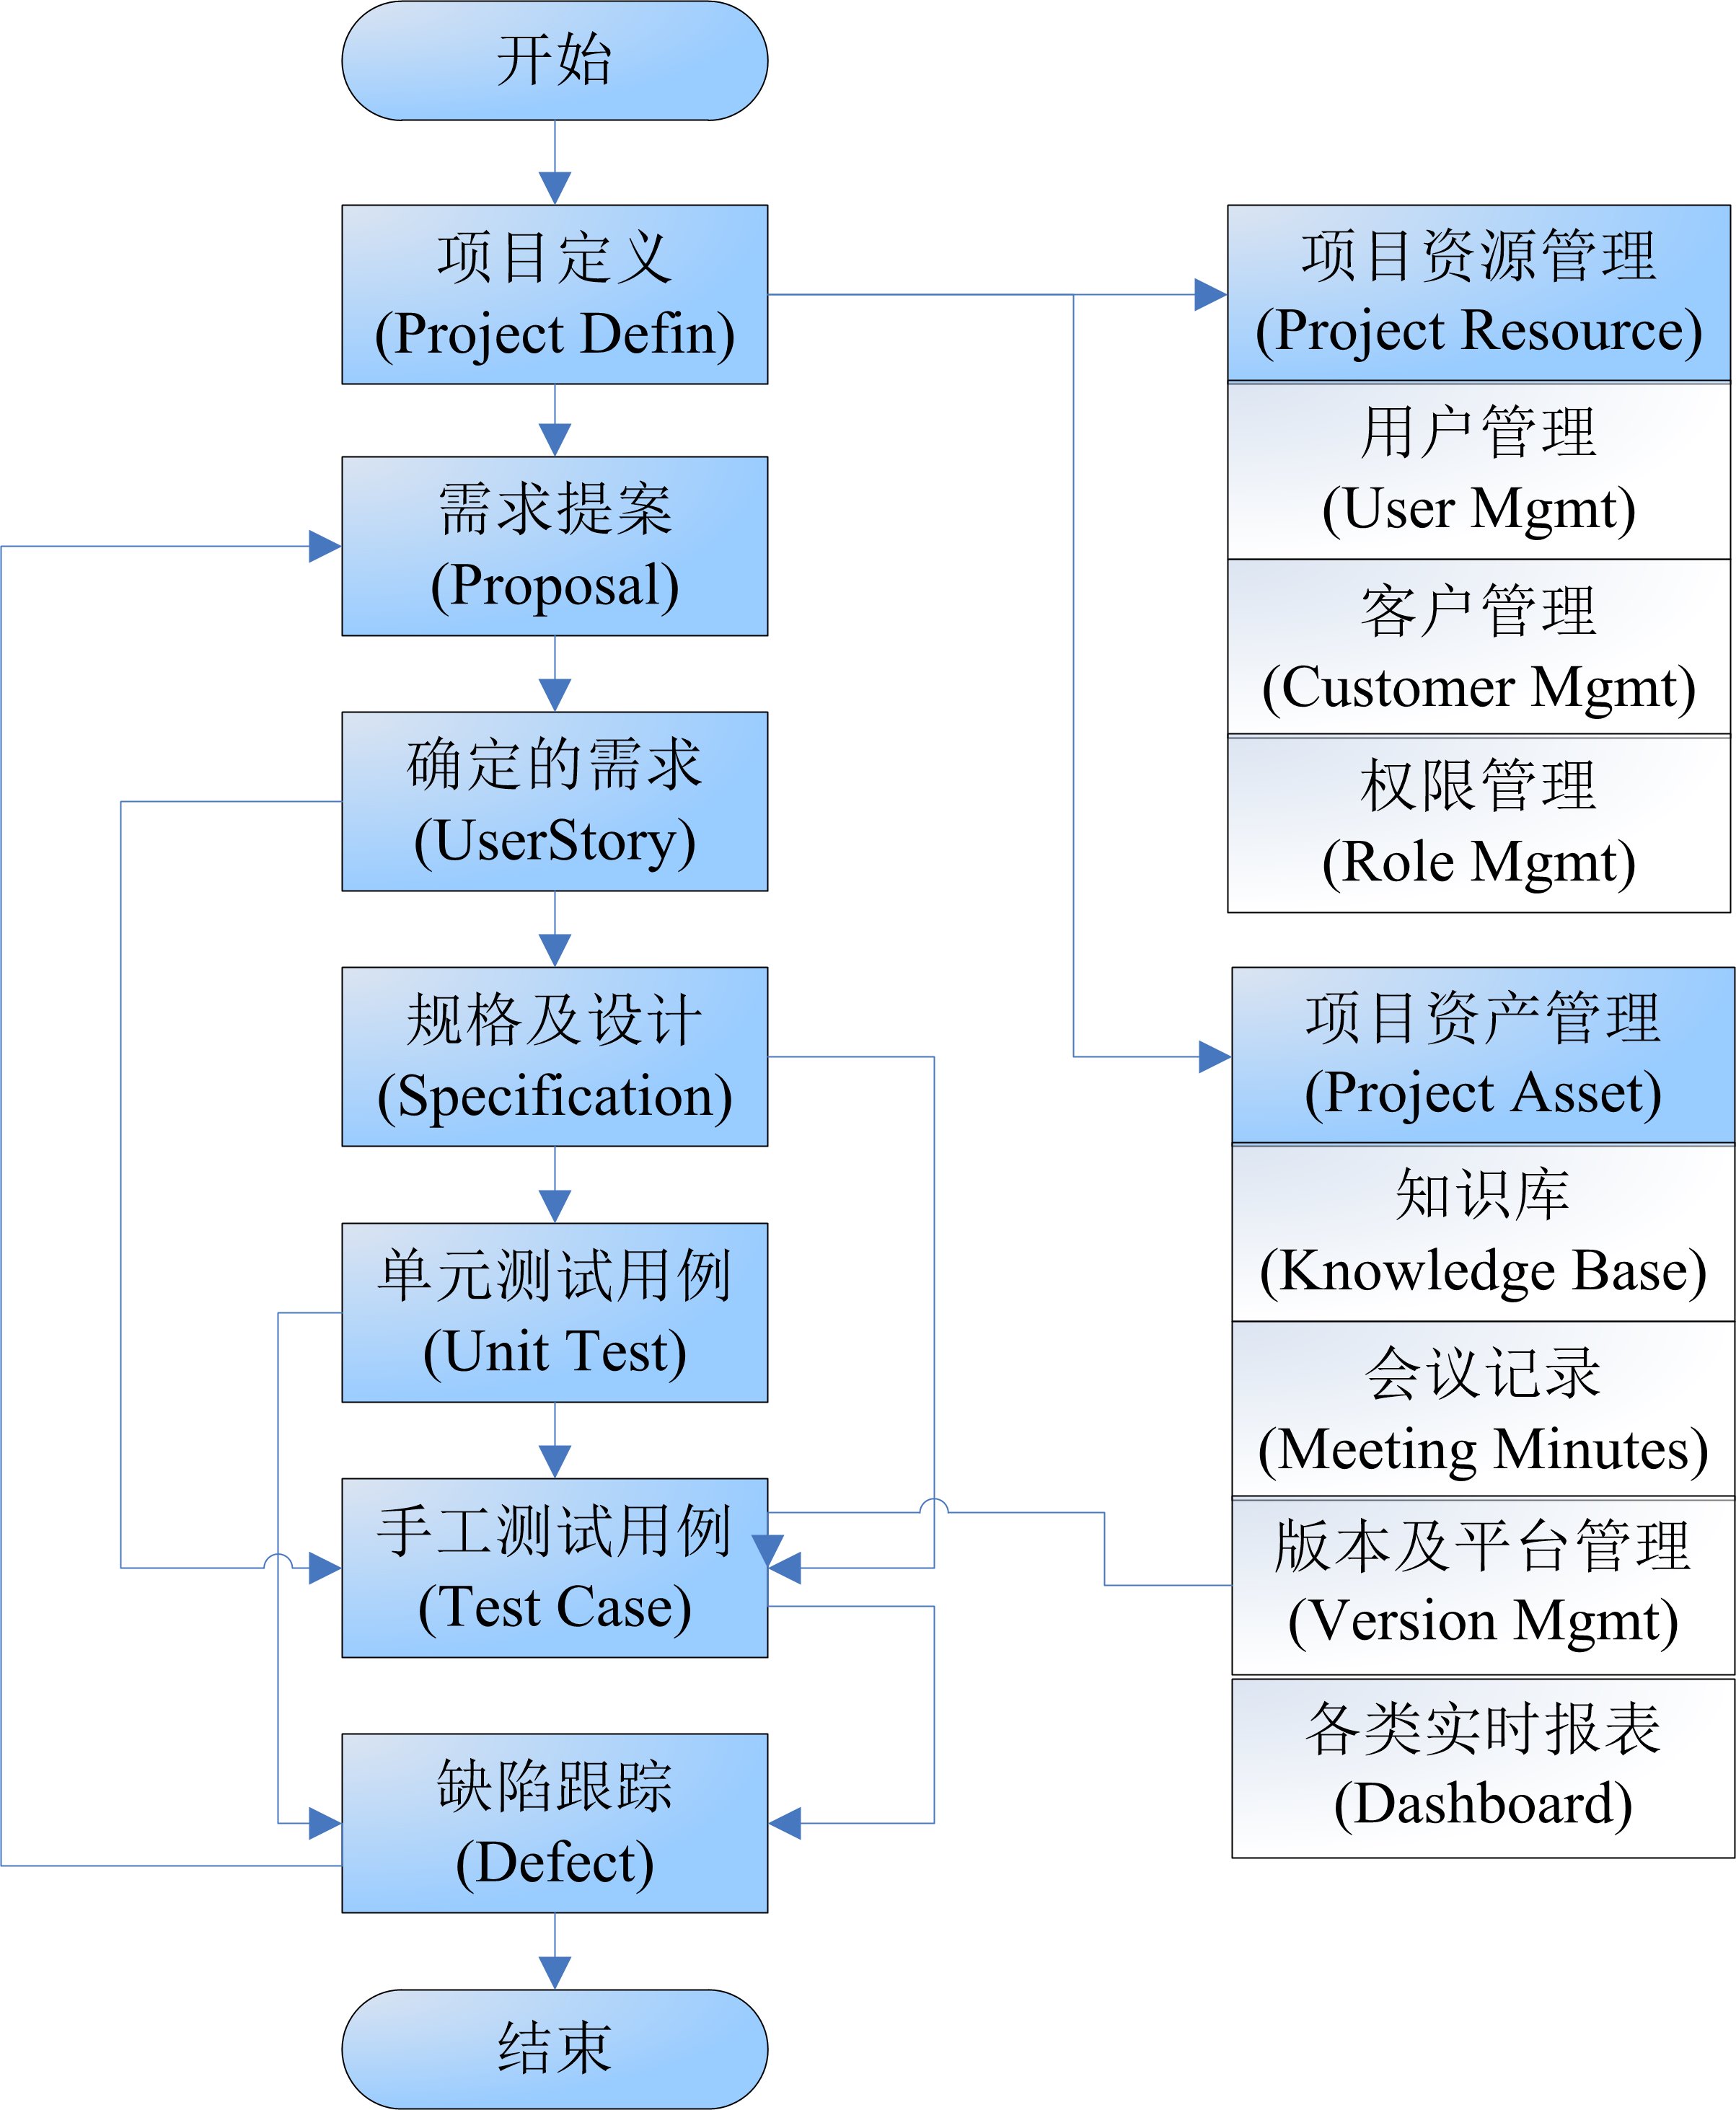 开始
项目定义
(Project Defin)
需求提案
(Proposal)
确定的需求
(UserStory)
规格及设计
(Specification)
单元测试用例
(Unit Test)
手工测试用例
(Test Case)
缺陷跟踪
(Defect)
结束
项目资源管理
(Project Resource)
用户管理
(User Mgmt)
客户管理
(Customer Mgmt)
权限管理
(Role Mgmt)
项目资产管理
(Project Asset)
知识库
(Knowledge Base)
会议记录
(Meeting Minutes)
版本及平台管理
(Version Mgmt)
各类实时报表
(Dashboard)